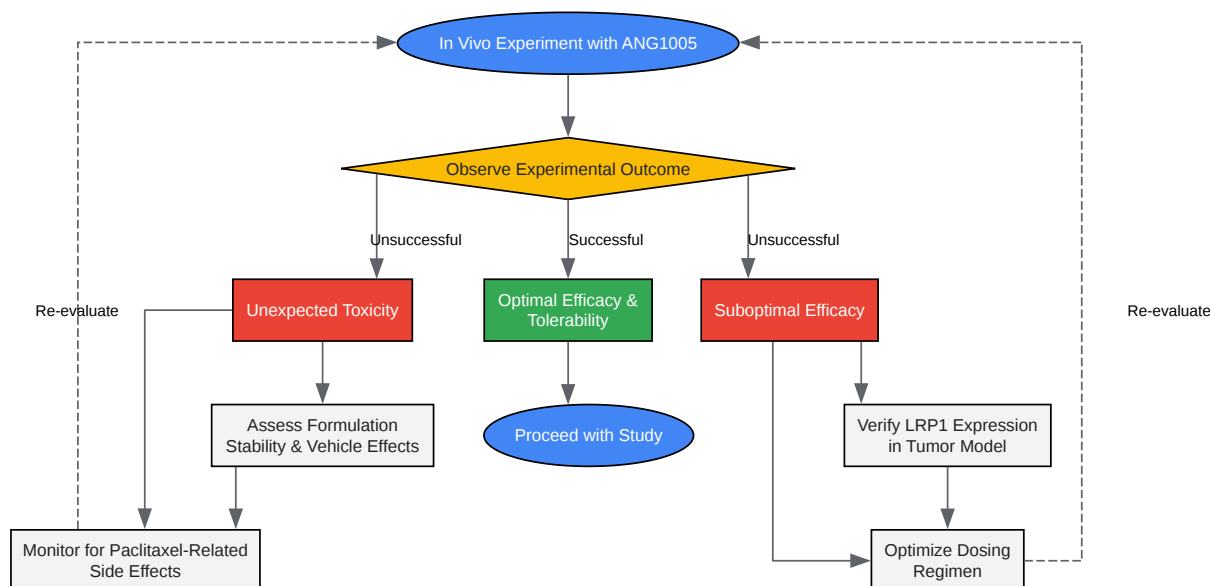 In Vivo Experiment with ANG1005
Observe Experimental Outcome
Unsuccessful
Successful
Unsuccessful
Re-evaluate
Unexpected Toxicity
Optimal Efficacy &
Tolerability
Suboptimal Efficacy
Re-evaluate
Assess Formulation
Stability & Vehicle Effects
Proceed with Study
Verify LRP1 Expression
in Tumor Model
Monitor for Paclitaxel-Related
Side Effects
Optimize Dosing
Regimen